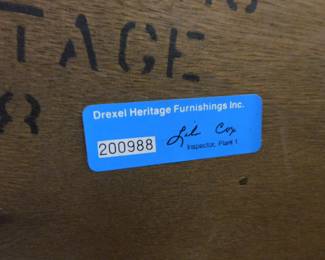 TAGE
Drexel Heritage Furnishings Inc.
200988
Inspector, Plant 1